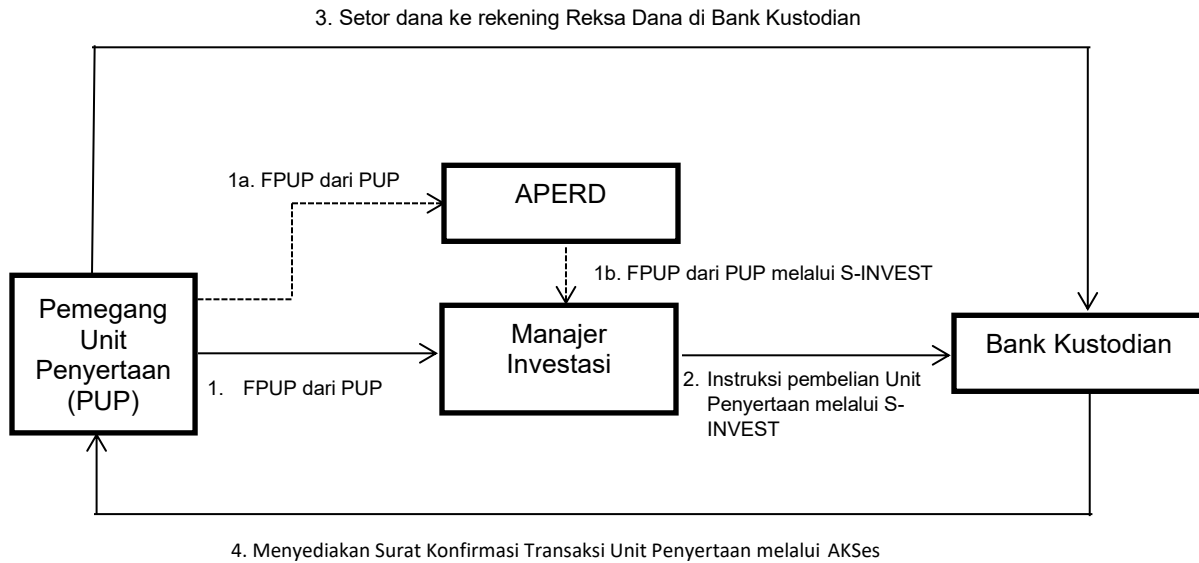 3. Setor dana ke rekening Reksa Dana di Bank Kustodian
1a. FPUP dari PUP
APERD
1b. FPUP dari PUP melalui S-INVEST
Pemegang
Unit
Penyertaan
(PUP)
Manajer
Investasi
Bank Kustodian
1. FPUP dari PUP
2. Instruksi pembelian Unit
Penyertaan melalui S-
INVEST
4. Menyediakan Surat Konfirmasi Transaksi Unit Penyertaan melalui AKSes